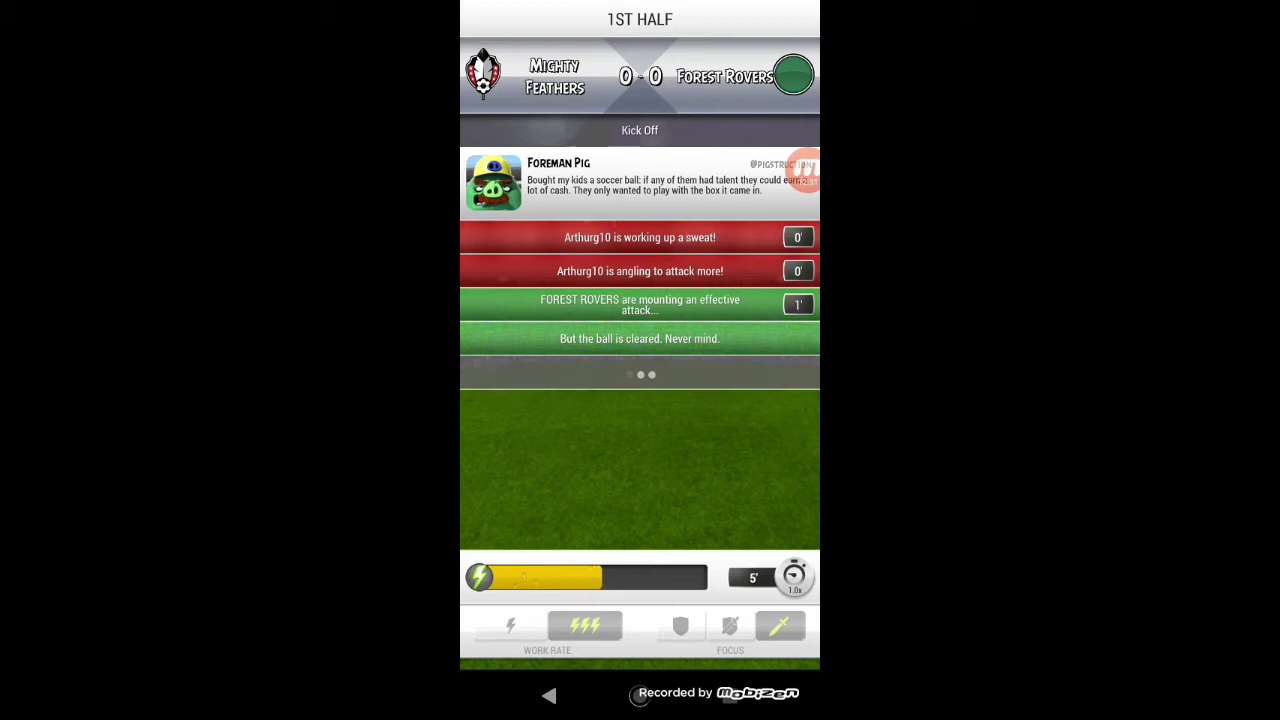 1ST HALF
MIGHTY
FEATHERS
0 - 0
FOREST ROVERS
Kick Off
FOREMAN PIG
@PIGSTRUCTION
Bought my kids a soccer ball: if any of them had talent they could earn a
lot of cash. They only wanted to play with the box it came in.
Arthurg10 is working up a sweat!
0'
Arthurg10 is angling to attack more!
0'
FOREST ROVERS are mounting an effective
attack...
1'
But the ball is cleared. Never mind.
5'
1.0x
WORK RATE
FOCUS
Recorded by MOBIZEN